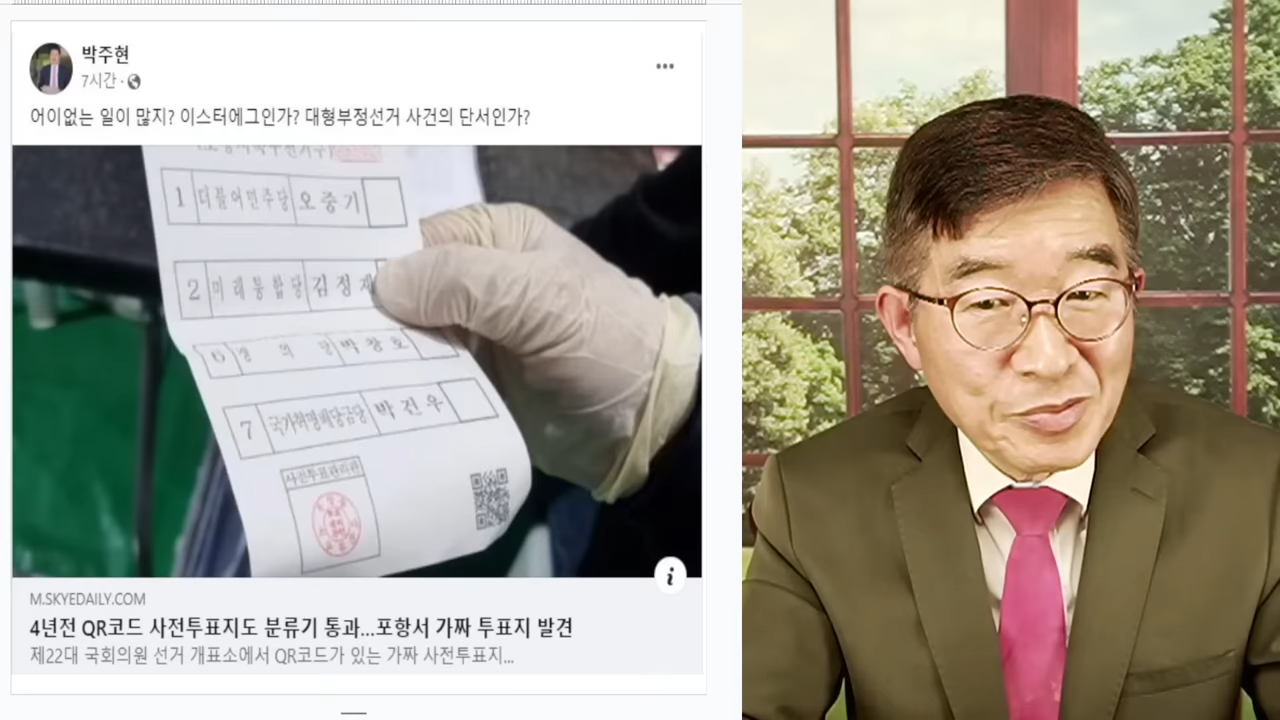 박주현
7시간 ·
어이없는 일이 많지? 이스터에그인가? 대형부정선거 사건의 단서인가?
1 더불어민주당 오중기
2 미래통합당 김정재
6 민 당 박창호
7 국가혁명배당금당 박건우
사전투표관리관
M.SKYEDAILY.COM
4년전 QR코드 사전투표지도 분류기 통과...포항서 가짜 투표지 발견
제22대 국회의원 선거 개표소에서 QR코드가 있는 가짜 사전투표지...